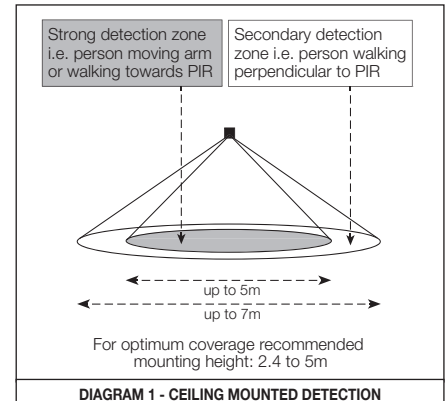 Strong detection zone
i.e. person moving arm
or walking towards PIR
Secondary detection
zone i.e. person walking
perpendicular to PIR
up to 5m
up to 7m
For optimum coverage recommended
mounting height: 2.4 to 5m
DIAGRAM 1 - CEILING MOUNTED DETECTION